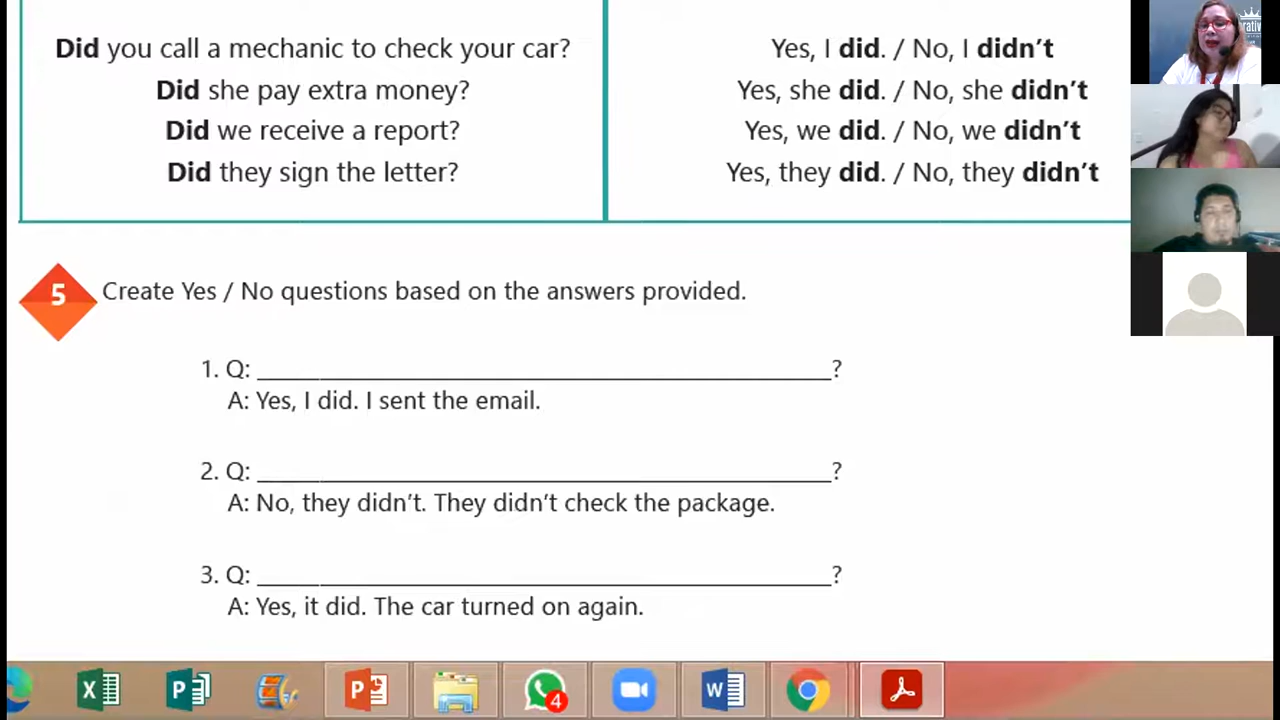 Did you call a mechanic to check your car?
Yes, I did. / No, I didn't
Did she pay extra money?
Yes, she did. / No, she didn't
Did we receive a report?
Yes, we did. / No, we didn't
Did they sign the letter?
Yes, they did. / No, they didn't
5 Create Yes / No questions based on the answers provided.
1. Q: ______________________________________________?
A: Yes, I did. I sent the email.
2. Q: ______________________________________________?
A: No, they didn't. They didn't check the package.
3. Q: ______________________________________________?
A: Yes, it did. The car turned on again.
4